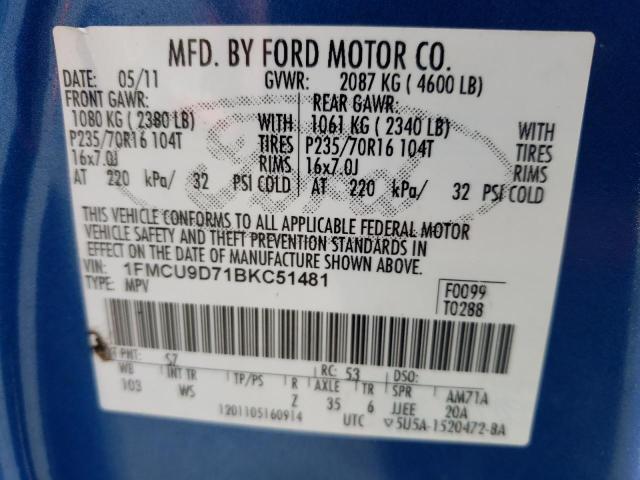 MFD. BY FORD MOTOR CO.
DATE: 05/11 GVWR: 2087 KG ( 4600 LB)
FRONT GAWR: REAR GAWR:
1080 KG ( 2380 LB) WITH 1061 KG ( 2340 LB) WITH
P235/70R16 104T TIRES P235/70R16 104T TIRES
16x7.0J RIMS 16x7.0J RIMS
AT 220 kPa/ 32 PSI COLD AT 220 kPa/ 32 PSI COLD
THIS VEHICLE CONFORMS TO ALL APPLICABLE FEDERAL MOTOR
VEHICLE SAFETY AND THEFT PREVENTION STANDARDS IN
EFFECT ON THE DATE OF MANUFACTURE SHOWN ABOVE.
VIN: 1FMCU9D71BKC51481
TYPE: MPV
F0099
T0288
PNT: SZ RC: 53 DSO:
WB INT TR TP/PS R AXLE TR SPR AM71A
103 WS Z 35 6 JJEE 20A
1201105160914 UTC 5U5A-1520472-BA
Ford